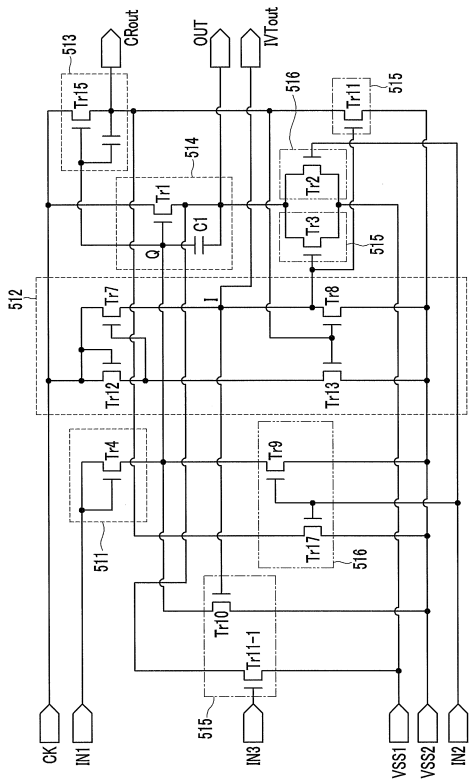 CRout
OUT
IVTout
513
Tr15
514
Tr1
Q
C1
516
Tr2
Tr3
515
Tr11
515
512
Tr7
Tr12
I
Tr8
Tr13
Tr4
511
Tr9
Tr17
516
Tr10
Tr11-1
515
CK
IN1
IN3
VSS1
VSS2
IN2